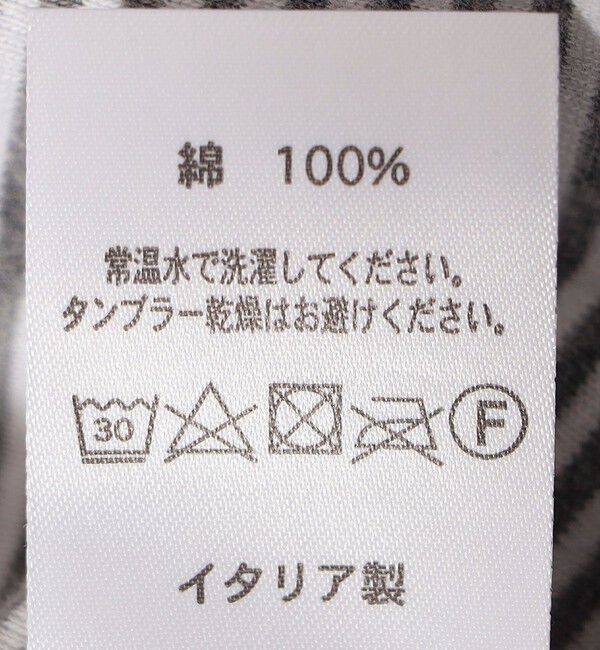 綿 100%
常温水で洗濯してください。
タンブラー乾燥はお避けください。
30 F
イタリア製